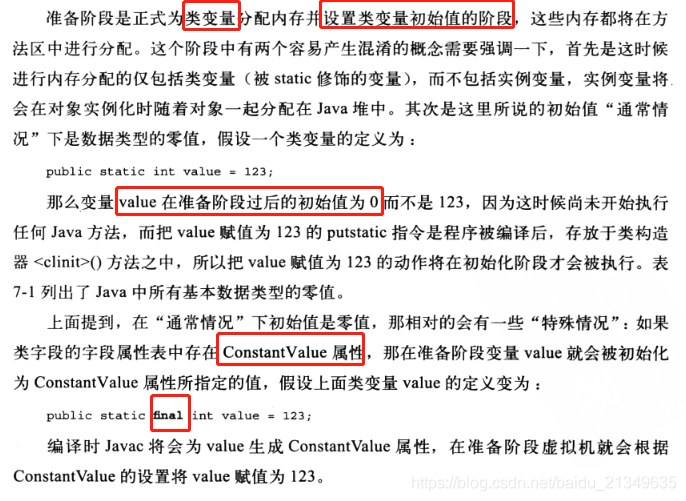 准备阶段是正式为类变量分配内存并设置类变量初始值的阶段，这些内存都将在方
法区中进行分配。这个阶段中有两个容易产生混淆的概念需要强调一下，首先是这时候
进行内存分配的仅包括类变量（被 static 修饰的变量），而不包括实例变量，实例变量将
会在对象实例化时随着对象一起分配在 Java 堆中。其次是这里所说的初始值“通常情
况”下是数据类型的零值，假设一个类变量的定义为：
public static int value = 123;
那么变量 value 在准备阶段过后的初始值为 0 而不是 123，因为这时候尚未开始执行
任何 Java 方法，而把 value 赋值为 123 的 putstatic 指令是程序被编译后，存放于类构造
器 <clinit>() 方法之中，所以把 value 赋值为 123 的动作将在初始化阶段才会被执行。表
7-1 列出了 Java 中所有基本数据类型的零值。
上面提到，在“通常情况”下初始值是零值，那相对的会有一些“特殊情况”：如果
类字段的字段属性表中存在 ConstantValue 属性，那在准备阶段变量 value 就会被初始化
为 ConstantValue 属性所指定的值，假设上面类变量 value 的定义变为：
public static final int value = 123;
编译时 Javac 将会为 value 生成 ConstantValue 属性，在准备阶段虚拟机就会根据
ConstantValue 的设置将 value 赋值为 123。
https://blog.csdn.net/baidu_21349635